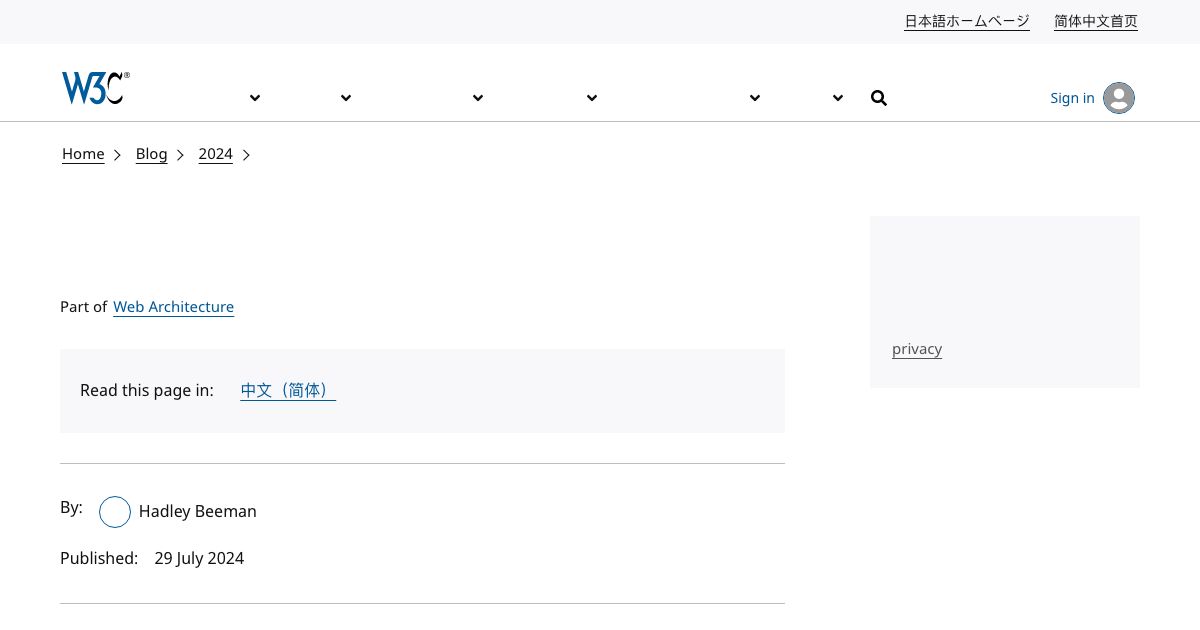 日本語ホームページ 简体中文首页
W3C®
Sign in
Home Blog 2024
Part of Web Architecture
privacy
Read this page in: 中文（简体）
By: Hadley Beeman
Published: 29 July 2024